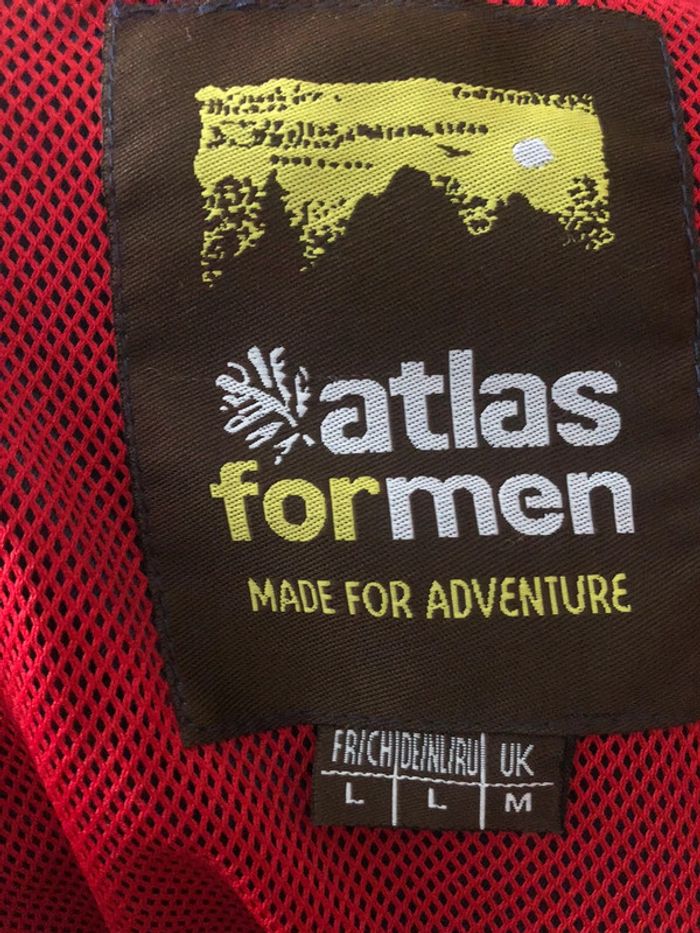 atlas
formen
MADE FOR ADVENTURE
FR/CH DE/NL/RU UK
L L M